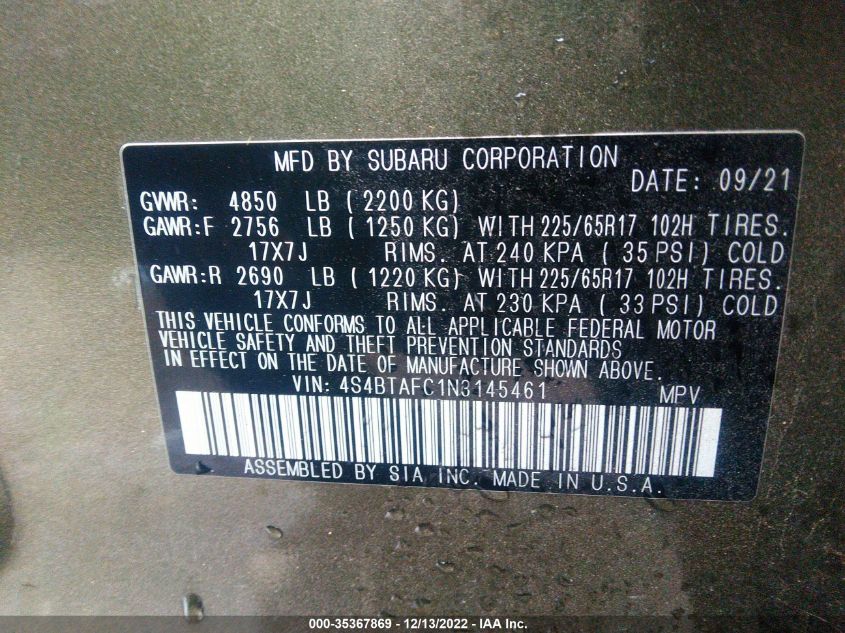 MFD BY SUBARU CORPORATION
DATE: 09/21
GVWR: 4850 LB ( 2200 KG)
GAWR:F 2756 LB ( 1250 KG) WITH 225/65R17 102H TIRES.
17X7J RIMS. AT 240 KPA ( 35 PSI) COLD
GAWR:R 2690 LB ( 1220 KG) WITH 225/65R17 102H TIRES.
17X7J RIMS. AT 230 KPA ( 33 PSI) COLD
THIS VEHICLE CONFORMS TO ALL APPLICABLE FEDERAL MOTOR
VEHICLE SAFETY AND THEFT PREVENTION STANDARDS
IN EFFECT ON THE DATE OF MANUFACTURE SHOWN ABOVE.
VIN: 4S4BTAFC1N3145461 MPV
ASSEMBLED BY SIA INC. MADE IN U.S.A.
000-35367869 - 12/13/2022 - IAA Inc.